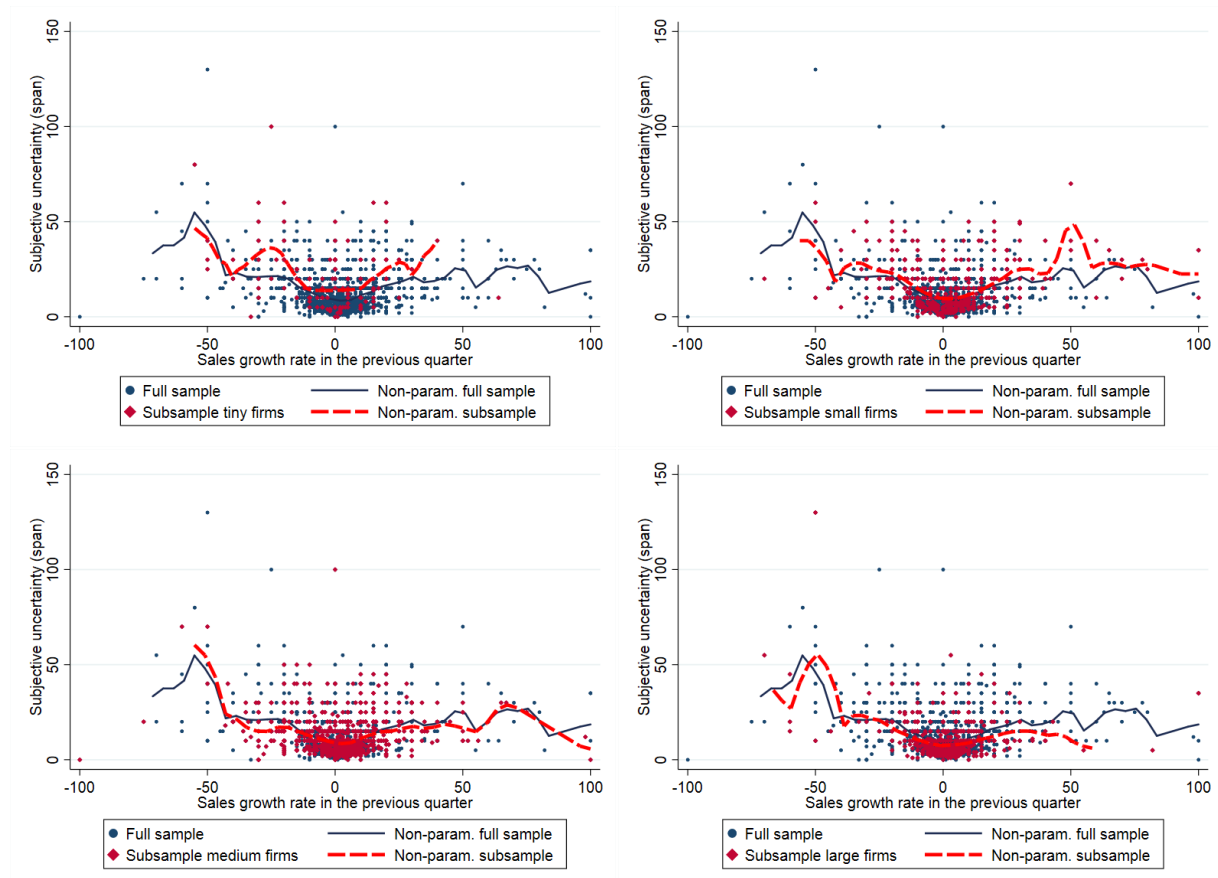 150
100
50
0
Subjective uncertainty (span)
-100 -50 0 50 100
Sales growth rate in the previous quarter
Full sample Non-param. full sample
Subsample tiny firms Non-param. subsample
150
100
50
0
Subjective uncertainty (span)
-100 -50 0 50 100
Sales growth rate in the previous quarter
Full sample Non-param. full sample
Subsample small firms Non-param. subsample
150
100
50
0
Subjective uncertainty (span)
-100 -50 0 50 100
Sales growth rate in the previous quarter
Full sample Non-param. full sample
Subsample medium firms Non-param. subsample
150
100
50
0
Subjective uncertainty (span)
-100 -50 0 50 100
Sales growth rate in the previous quarter
Full sample Non-param. full sample
Subsample large firms Non-param. subsample